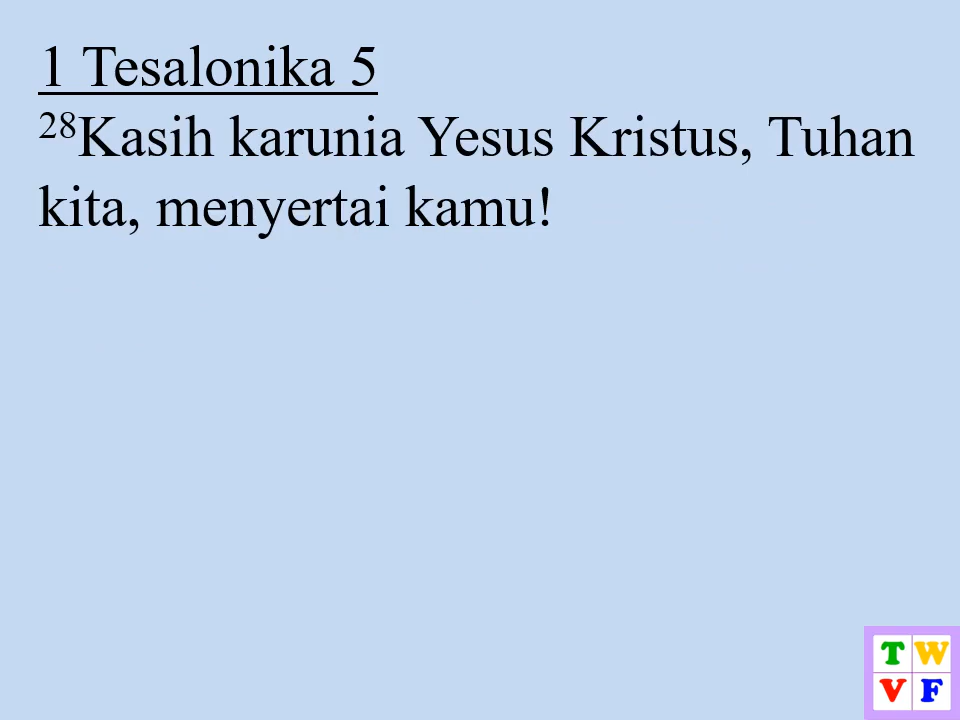 1 Tesalonika 5
28Kasih karunia Yesus Kristus, Tuhan
kita, menyertai kamu!
T W
V F